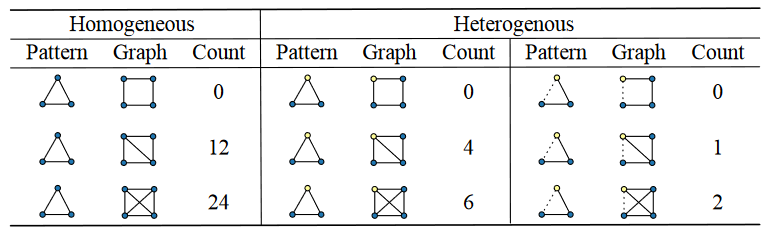 Homogeneous Heterogenous
Pattern Graph Count Pattern Graph Count Pattern Graph Count
0 0 0
12 4 1
24 6 2